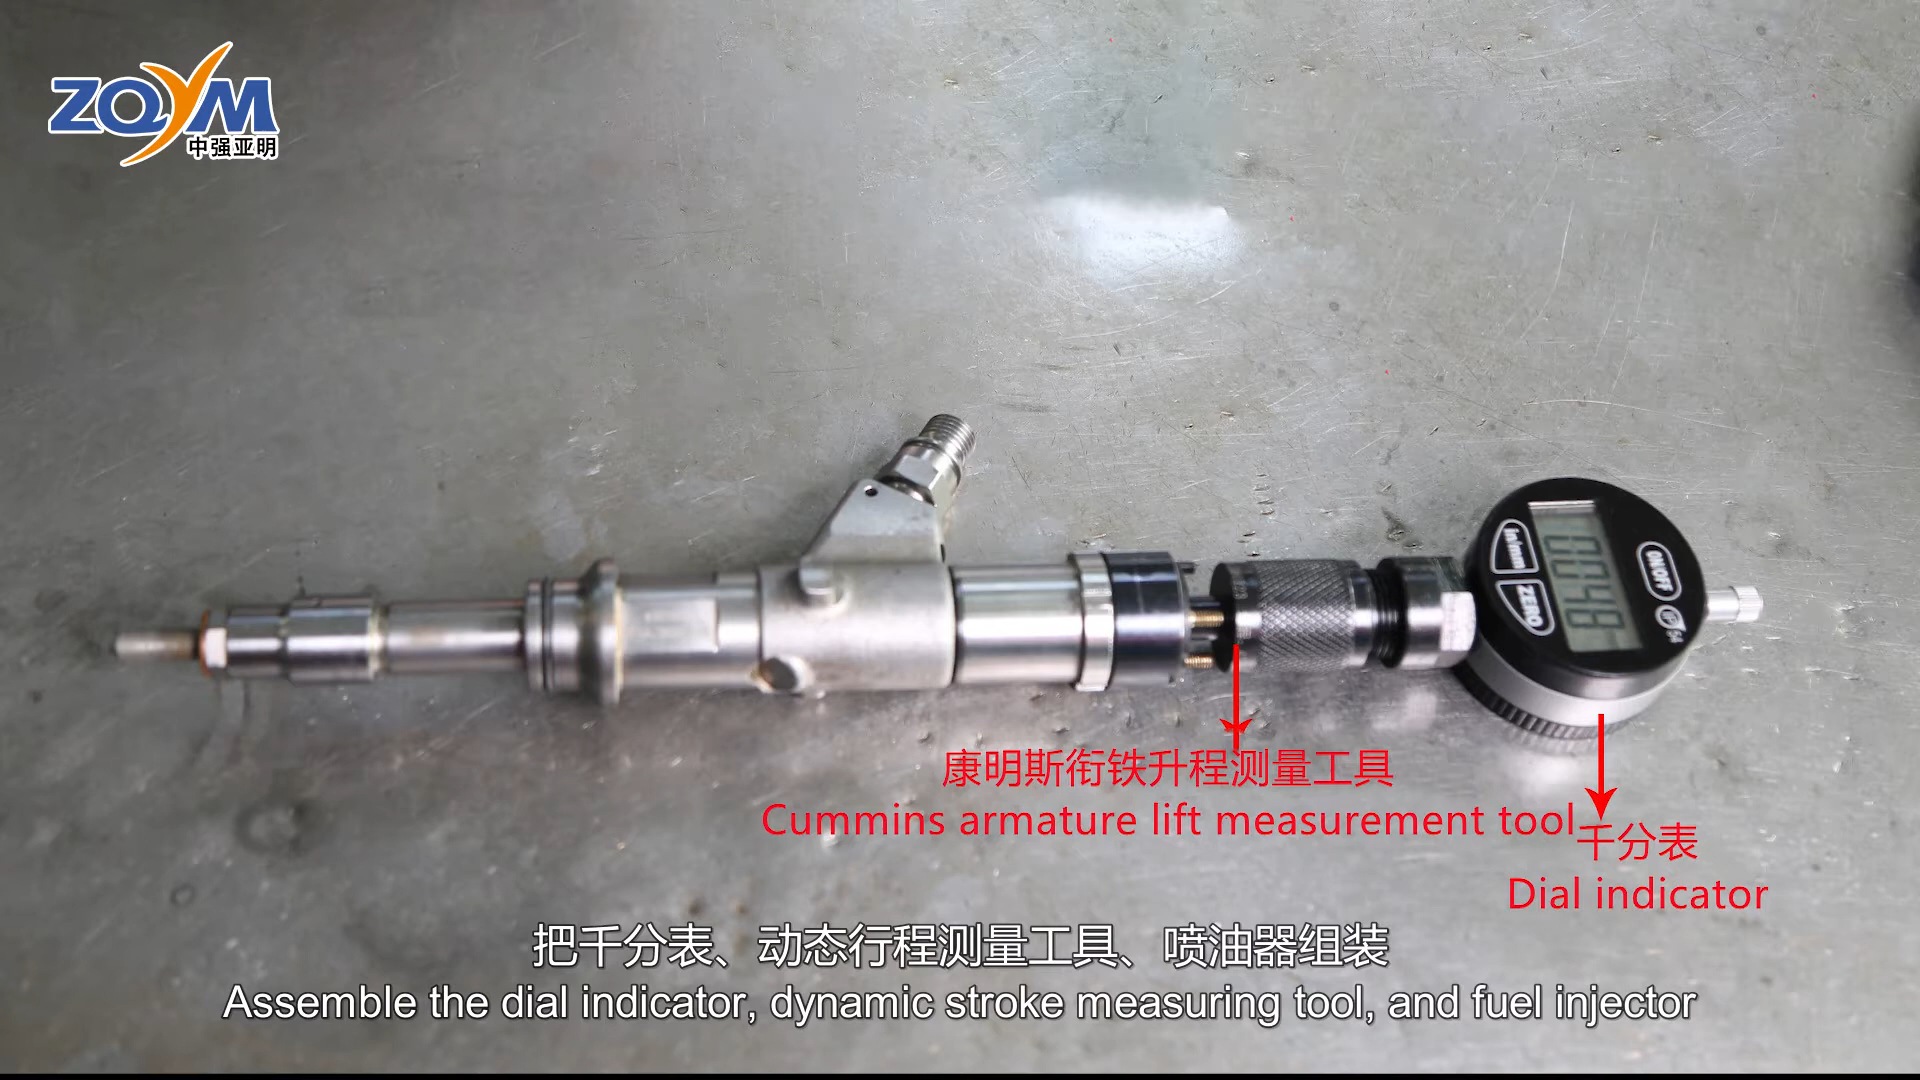 ZQYM
中强亚明
in/mm
ZERO
ON/OFF
54
康明斯衔铁升程测量工具
Cummins armature lift measurement tool
千分表
Dial indicator
把千分表、动态行程测量工具、喷油器组装
Assemble the dial indicator, dynamic stroke measuring tool, and fuel injector